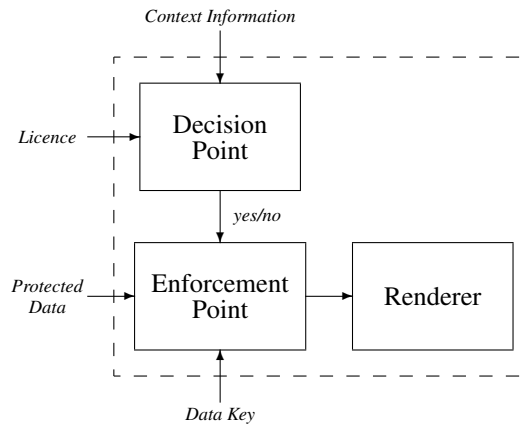 Context Information
Decision
Point
Licence
yes/no
Protected
Data
Enforcement
Point
Renderer
Data Key